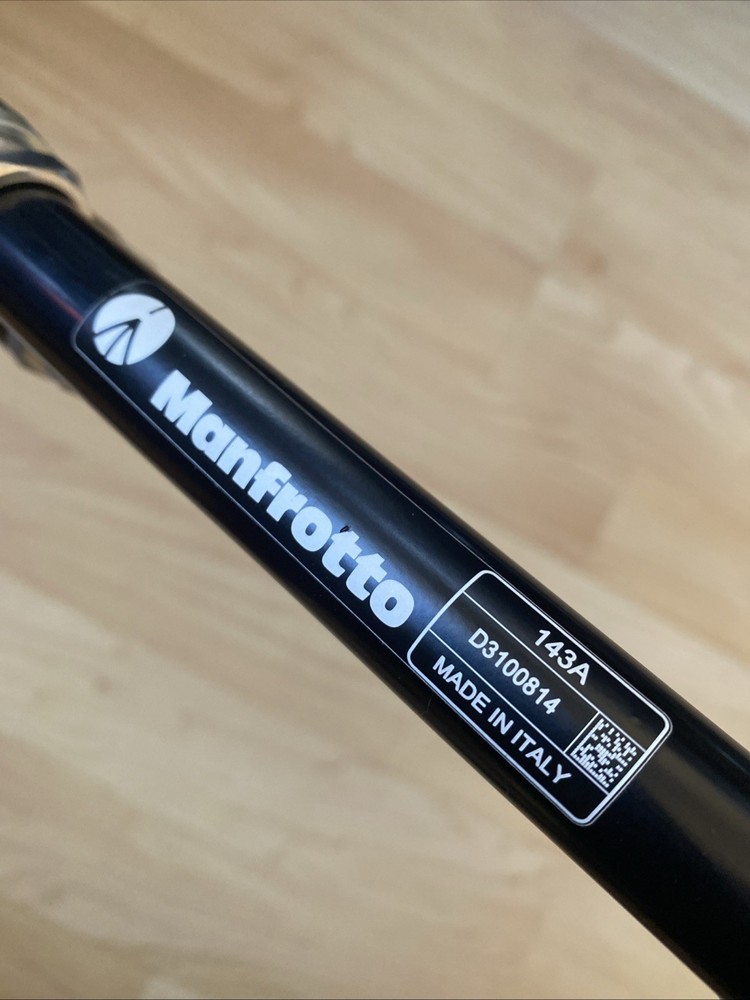 Manfrotto
143A
D3100814
MADE IN ITALY